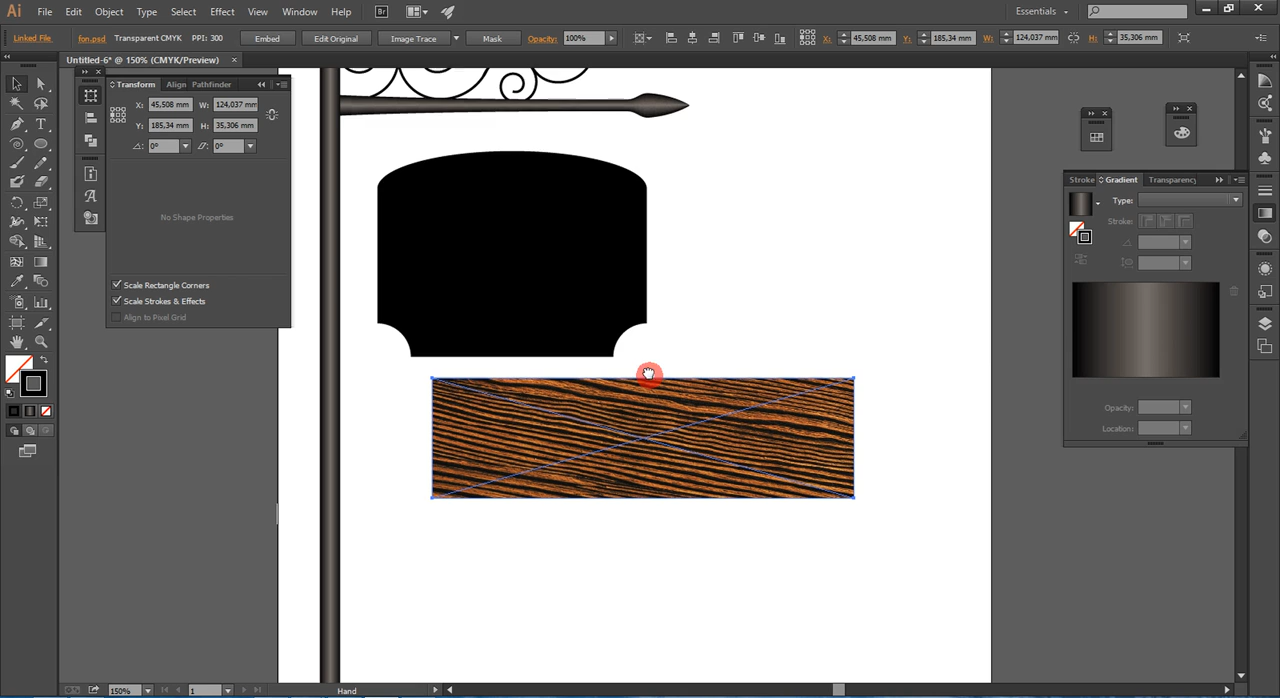 Ai File Edit Object Type Select Effect View Window Help Br Essentials
Linked File fon.psd Transparent CMYK PPI: 300 Embed Edit Original Image Trace Mask Opacity: 100% X: 45,508 mm Y: 185,34 mm W: 124,037 mm H: 35,306 mm
Untitled-6* @ 150% (CMYK/Preview)
Transform Align Pathfinder
X: 45,508 mm W: 124,037 mm
Y: 185,34 mm H: 35,306 mm
0° 0°
No Shape Properties
Scale Rectangle Corners
Scale Strokes & Effects
Align to Pixel Grid
Stroke Gradient Transparency
Type:
Stroke:
Opacity:
Location:
150% 1 Hand